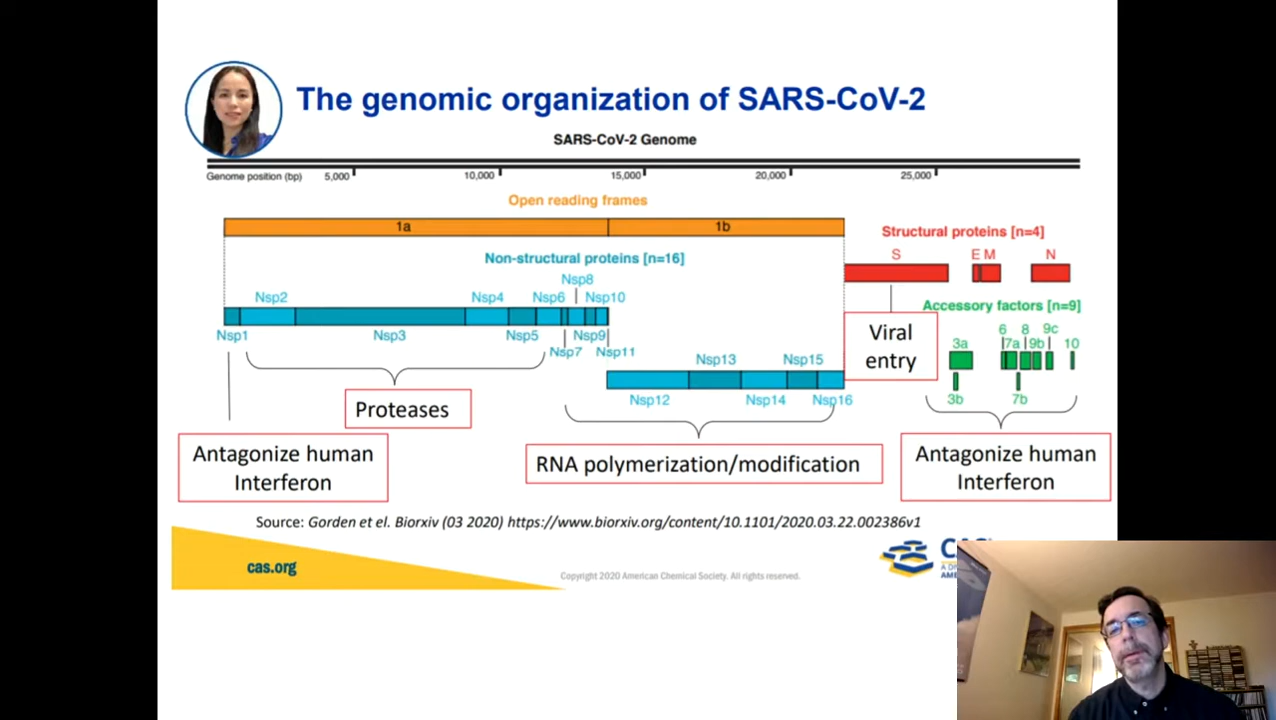 The genomic organization of SARS-CoV-2
SARS-CoV-2 Genome
Genome position (bp) 5,000 10,000 15,000 20,000 25,000
Open reading frames
1a 1b
Structural proteins [n=4]
S E M N
Non-structural proteins [n=16]
Nsp8
Nsp2 Nsp4 Nsp6 Nsp10
Nsp1 Nsp3 Nsp5 Nsp9
Nsp7 Nsp11
Accessory factors [n=9]
6 8 9c
3a 7a 9b 10
3b 7b
Nsp13 Nsp15
Nsp12 Nsp14 Nsp16
Viral
entry
Proteases
Antagonize human
Interferon
RNA polymerization/modification
Antagonize human
Interferon
Source: Gorden et el. Biorxiv (03 2020) https://www.biorxiv.org/content/10.1101/2020.03.22.002386v1
cas.org
Copyright 2020 American Chemical Society. All rights reserved.